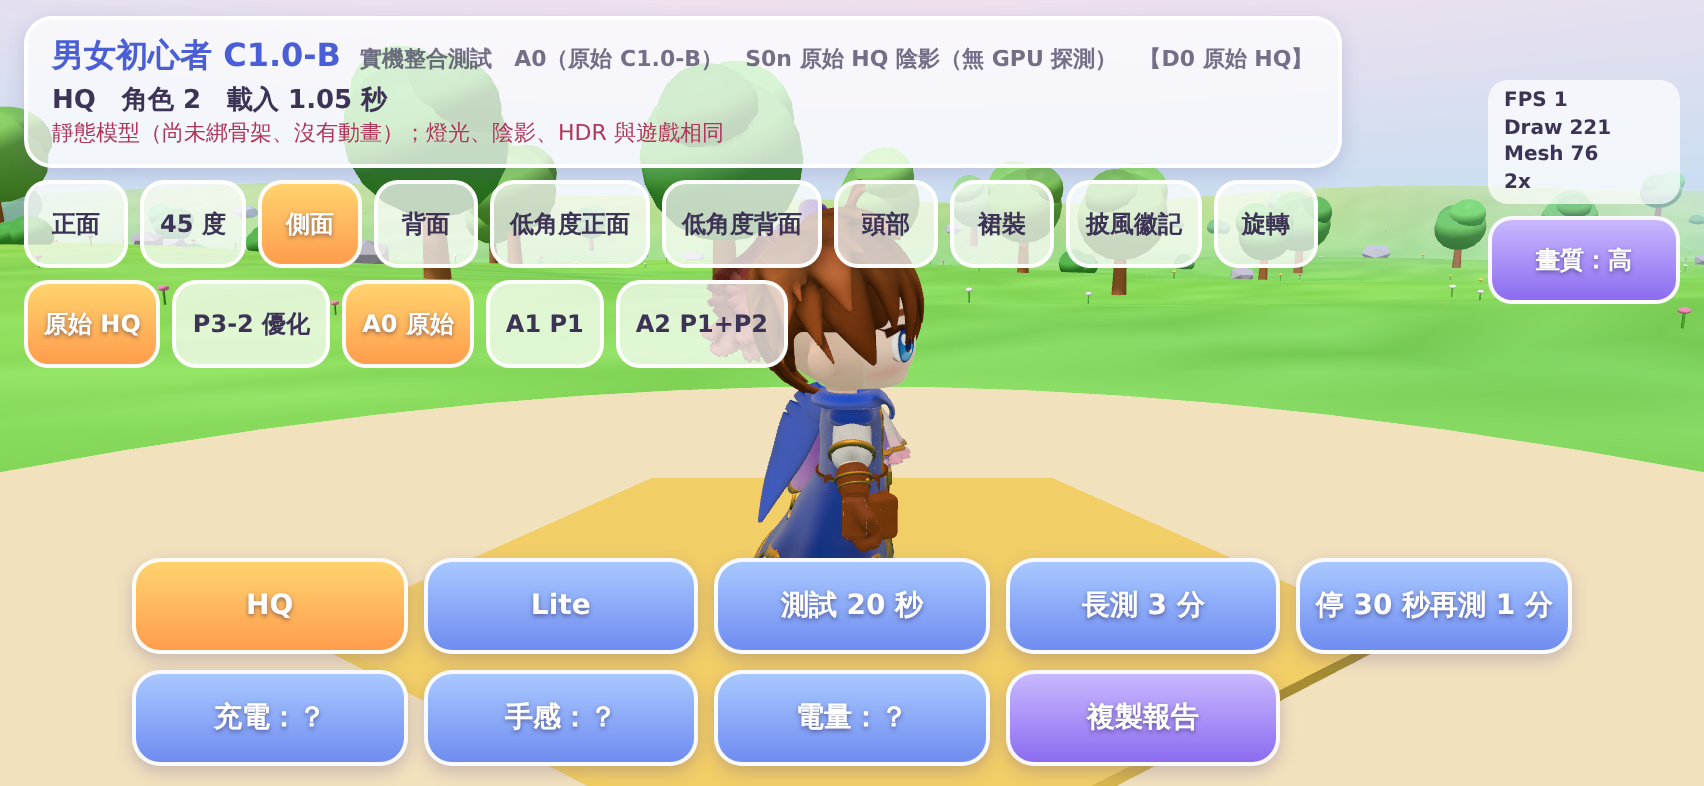 男女初心者 C1.0-B 實機整合測試 A0（原始 C1.0-B） S0n 原始 HQ 陰影（無 GPU 探測） 【D0 原始 HQ】
HQ 角色 2 載入 1.05 秒
靜態模型（尚未綁骨架、沒有動畫）；燈光、陰影、HDR 與遊戲相同
FPS 1
Draw 221
Mesh 76
2x
正面 45 度 側面 背面 低角度正面 低角度背面 頭部 裙裝 披風徽記 旋轉
畫質：高
原始 HQ P3-2 優化 A0 原始 A1 P1 A2 P1+P2
HQ Lite 測試 20 秒 長測 3 分 停 30 秒再測 1 分
充電：？ 手感：？ 電量：？ 複製報告